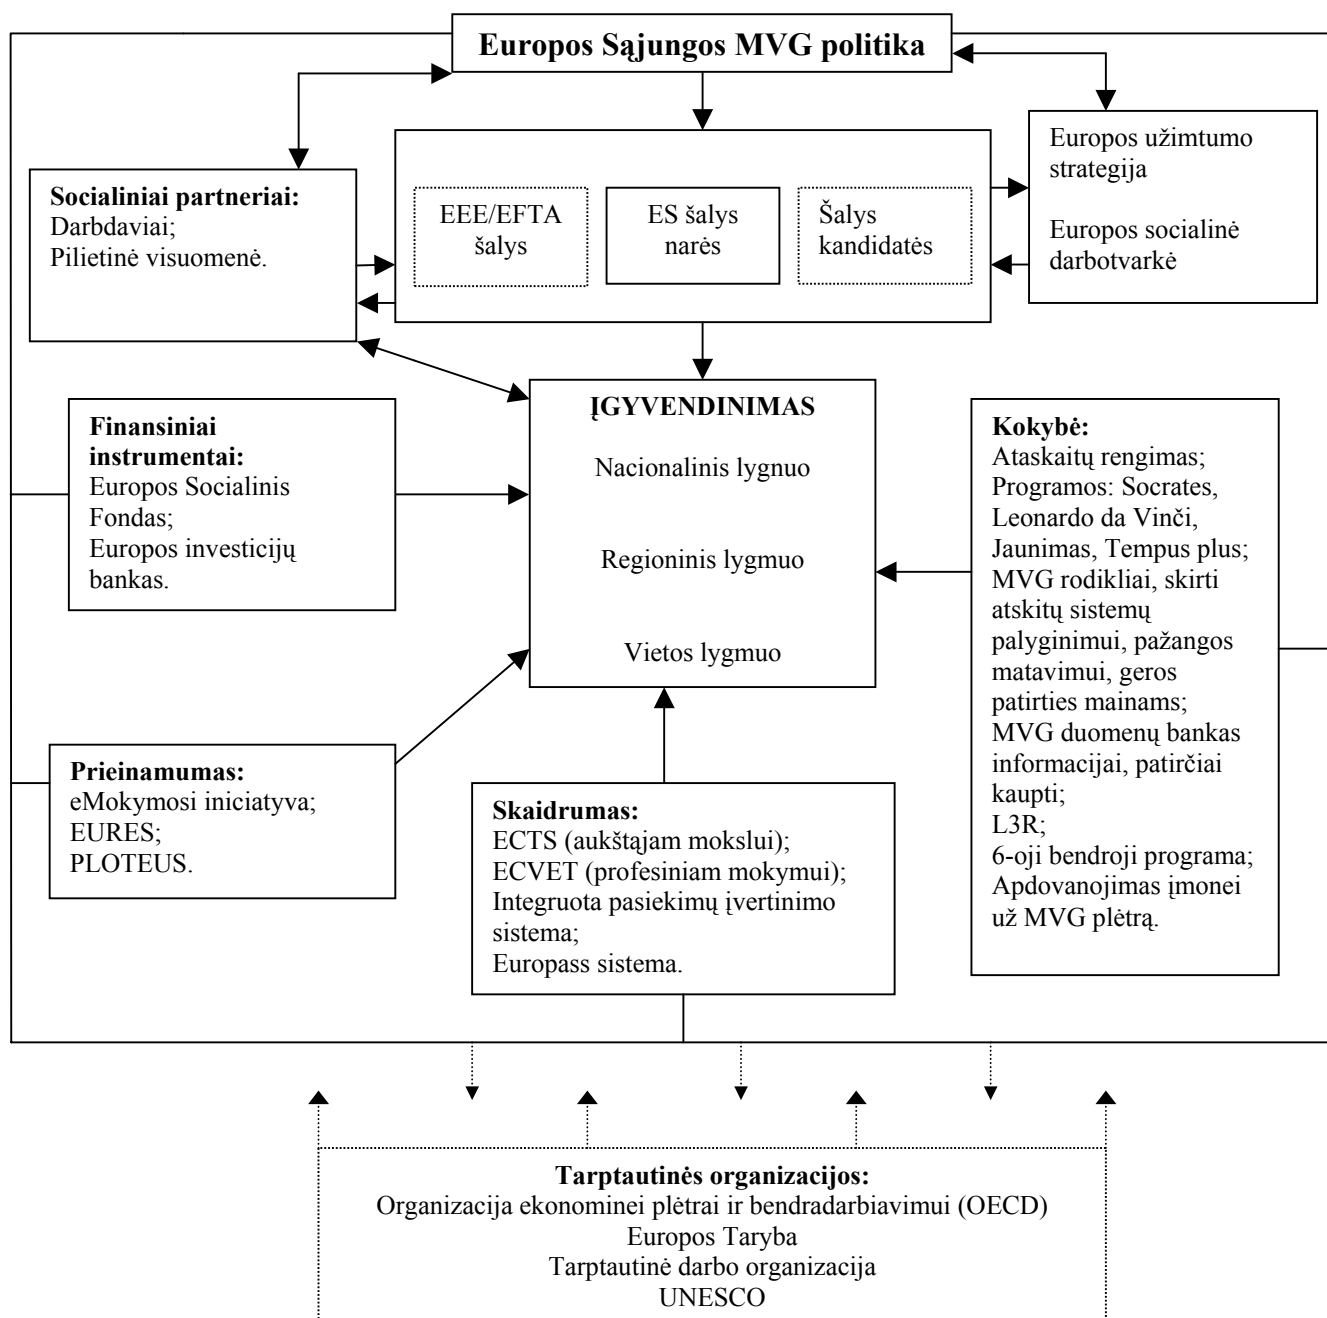 Europos Sąjungos MVG politika
Socialiniai partneriai:
Darbdaviai;
Pilietinė visuomenė.
EEE/EFTA
šalys
ES šalys
narės
Šalys
kandidatės
Europos užimtumo
strategija
Europos socialinė
darbotvarkė
Finansiniai
instrumentai:
Europos Socialinis
Fondas;
Europos investicijų
bankas.
ĮGYVENDINIMAS
Nacionalinis lygnuo
Regioninis lygmuo
Vietos lygmuo
Kokybė:
Ataskaitų rengimas;
Programos: Socrates,
Leonardo da Vinči,
Jaunimas, Tempus plus;
MVG rodikliai, skirti
atskitų sistemų
palyginimui, pažangos
matavimui, geros
patirties mainams;
MVG duomenų bankas
informacijai, patirčiai
kaupti;
L3R;
6-oji bendroji programa;
Apdovanojimas įmonei
už MVG plėtrą.
Prieinamumas:
eMokymosi iniciatyva;
EURES;
PLOTEUS.
Skaidrumas:
ECTS (aukštąjam mokslui);
ECVET (profesiniam mokymui);
Integruota pasiekimų įvertinimo
sistema;
Europass sistema.
Tarptautinės organizacijos:
Organizacija ekonominei plėtrai ir bendradarbiavimui (OECD)
Europos Taryba
Tarptautinė darbo organizacija
UNESCO